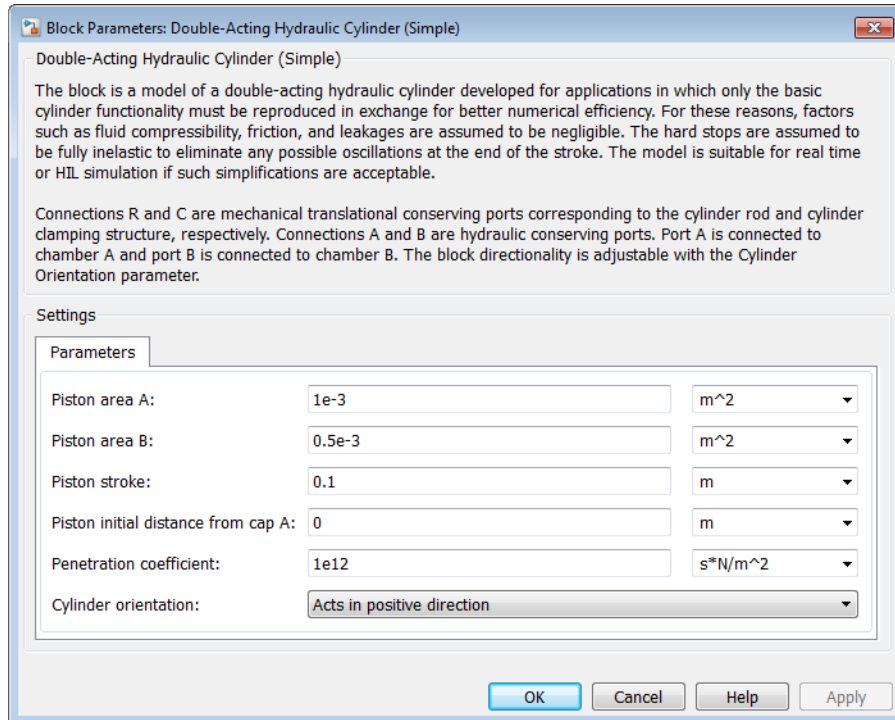 Block Parameters: Double-Acting Hydraulic Cylinder (Simple)
Double-Acting Hydraulic Cylinder (Simple)
The block is a model of a double-acting hydraulic cylinder developed for applications in which only the basic
cylinder functionality must be reproduced in exchange for better numerical efficiency. For these reasons, factors
such as fluid compressibility, friction, and leakages are assumed to be negligible. The hard stops are assumed to
be fully inelastic to eliminate any possible oscillations at the end of the stroke. The model is suitable for real time
or HIL simulation if such simplifications are acceptable.
Connections R and C are mechanical translational conserving ports corresponding to the cylinder rod and cylinder
clamping structure, respectively. Connections A and B are hydraulic conserving ports. Port A is connected to
chamber A and port B is connected to chamber B. The block directionality is adjustable with the Cylinder
Orientation parameter.
Settings
Parameters
Piston area A: 1e-3 m^2
Piston area B: 0.5e-3 m^2
Piston stroke: 0.1 m
Piston initial distance from cap A: 0 m
Penetration coefficient: 1e12 s*N/m^2
Cylinder orientation: Acts in positive direction
OK Cancel Help Apply